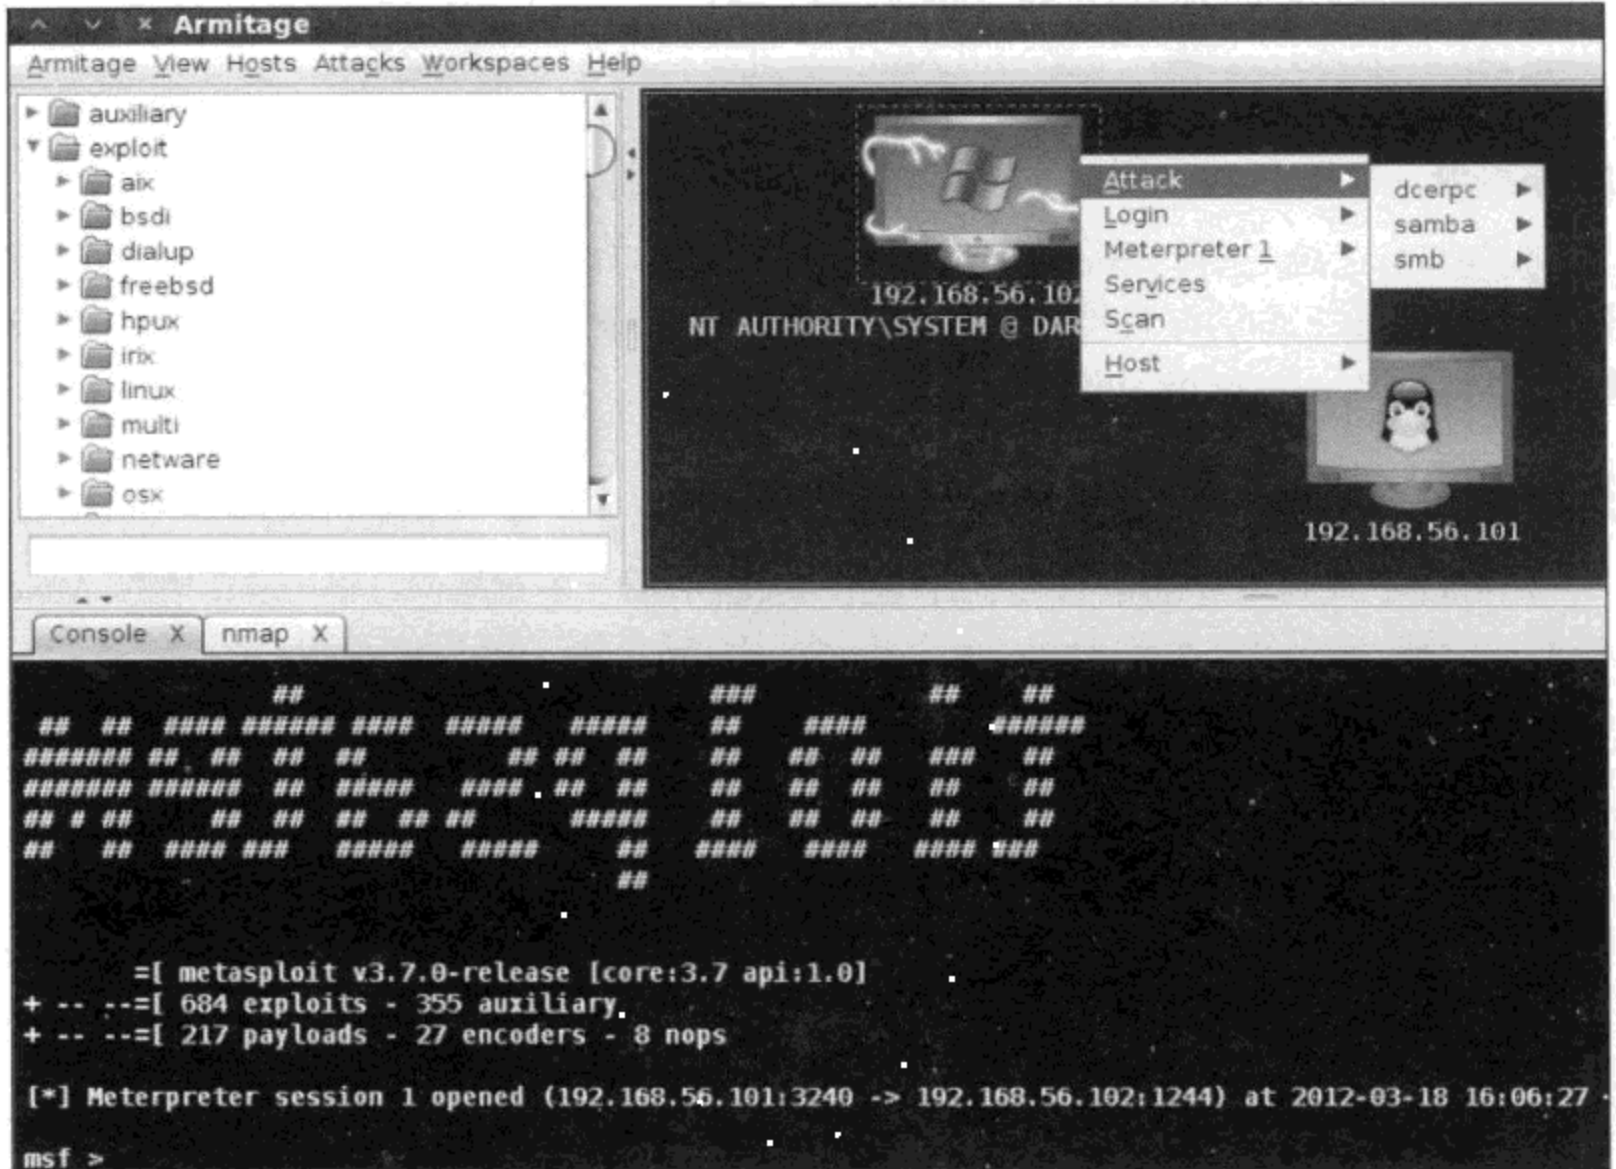 Armitage
Armitage View Hosts Attacks Workspaces Help
auxiliary
exploit
aix
bsdi
dialup
freebsd
hpux
irix
linux
multi
netware
osx
192.168.56.102
NT AUTHORITY\SYSTEM @ DAR
Attack
Login
Meterpreter 1
Services
Scan
Host
dcerpc
samba
smb
192.168.56.101
Console X nmap X
=[ metasploit v3.7.0-release [core:3.7 api:1.0]
+ -- --=[ 684 exploits - 355 auxiliary
+ -- --=[ 217 payloads - 27 encoders - 8 nops
[*] Meterpreter session 1 opened (192.168.56.101:3240 -> 192.168.56.102:1244) at 2012-03-18 16:06:27
msf >